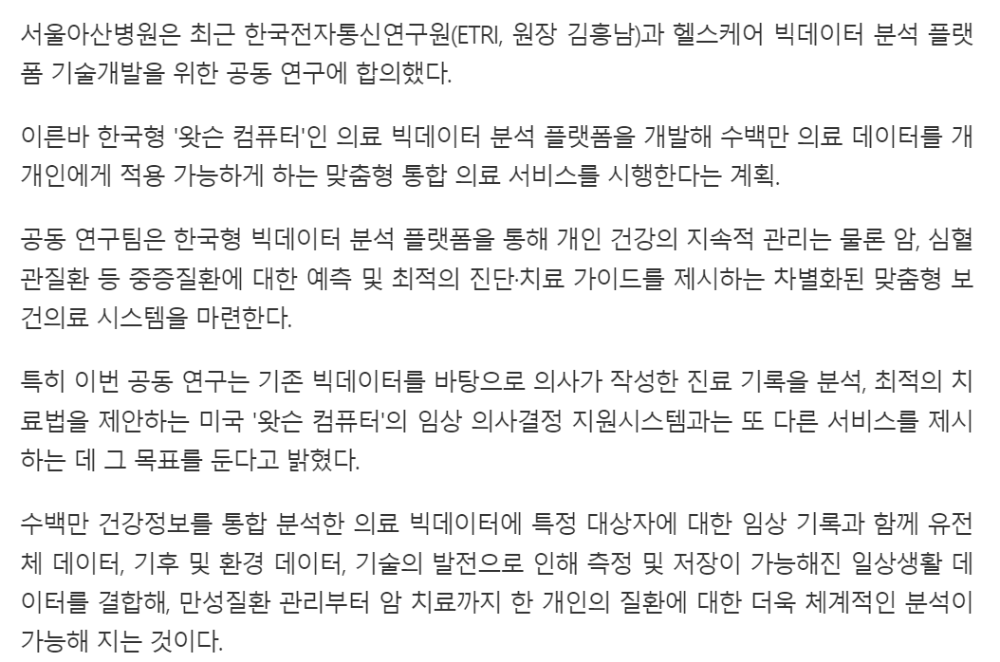 서울아산병원은 최근 한국전자통신연구원(ETRI, 원장 김흥남)과 헬스케어 빅데이터 분석 플랫
폼 기술개발을 위한 공동 연구에 합의했다.
이른바 한국형 '왓슨 컴퓨터'인 의료 빅데이터 분석 플랫폼을 개발해 수백만 의료 데이터를 개
개인에게 적용 가능하게 하는 맞춤형 통합 의료 서비스를 시행한다는 계획.
공동 연구팀은 한국형 빅데이터 분석 플랫폼을 통해 개인 건강의 지속적 관리는 물론 암, 심혈
관질환 등 중증질환에 대한 예측 및 최적의 진단·치료 가이드를 제시하는 차별화된 맞춤형 보
건의료 시스템을 마련한다.
특히 이번 공동 연구는 기존 빅데이터를 바탕으로 의사가 작성한 진료 기록을 분석, 최적의 치
료법을 제안하는 미국 '왓슨 컴퓨터'의 임상 의사결정 지원시스템과는 또 다른 서비스를 제시
하는 데 그 목표를 둔다고 밝혔다.
수백만 건강정보를 통합 분석한 의료 빅데이터에 특정 대상자에 대한 임상 기록과 함께 유전
체 데이터, 기후 및 환경 데이터, 기술의 발전으로 인해 측정 및 저장이 가능해진 일상생활 데
이터를 결합해, 만성질환 관리부터 암 치료까지 한 개인의 질환에 대한 더욱 체계적인 분석이
가능해 지는 것이다.